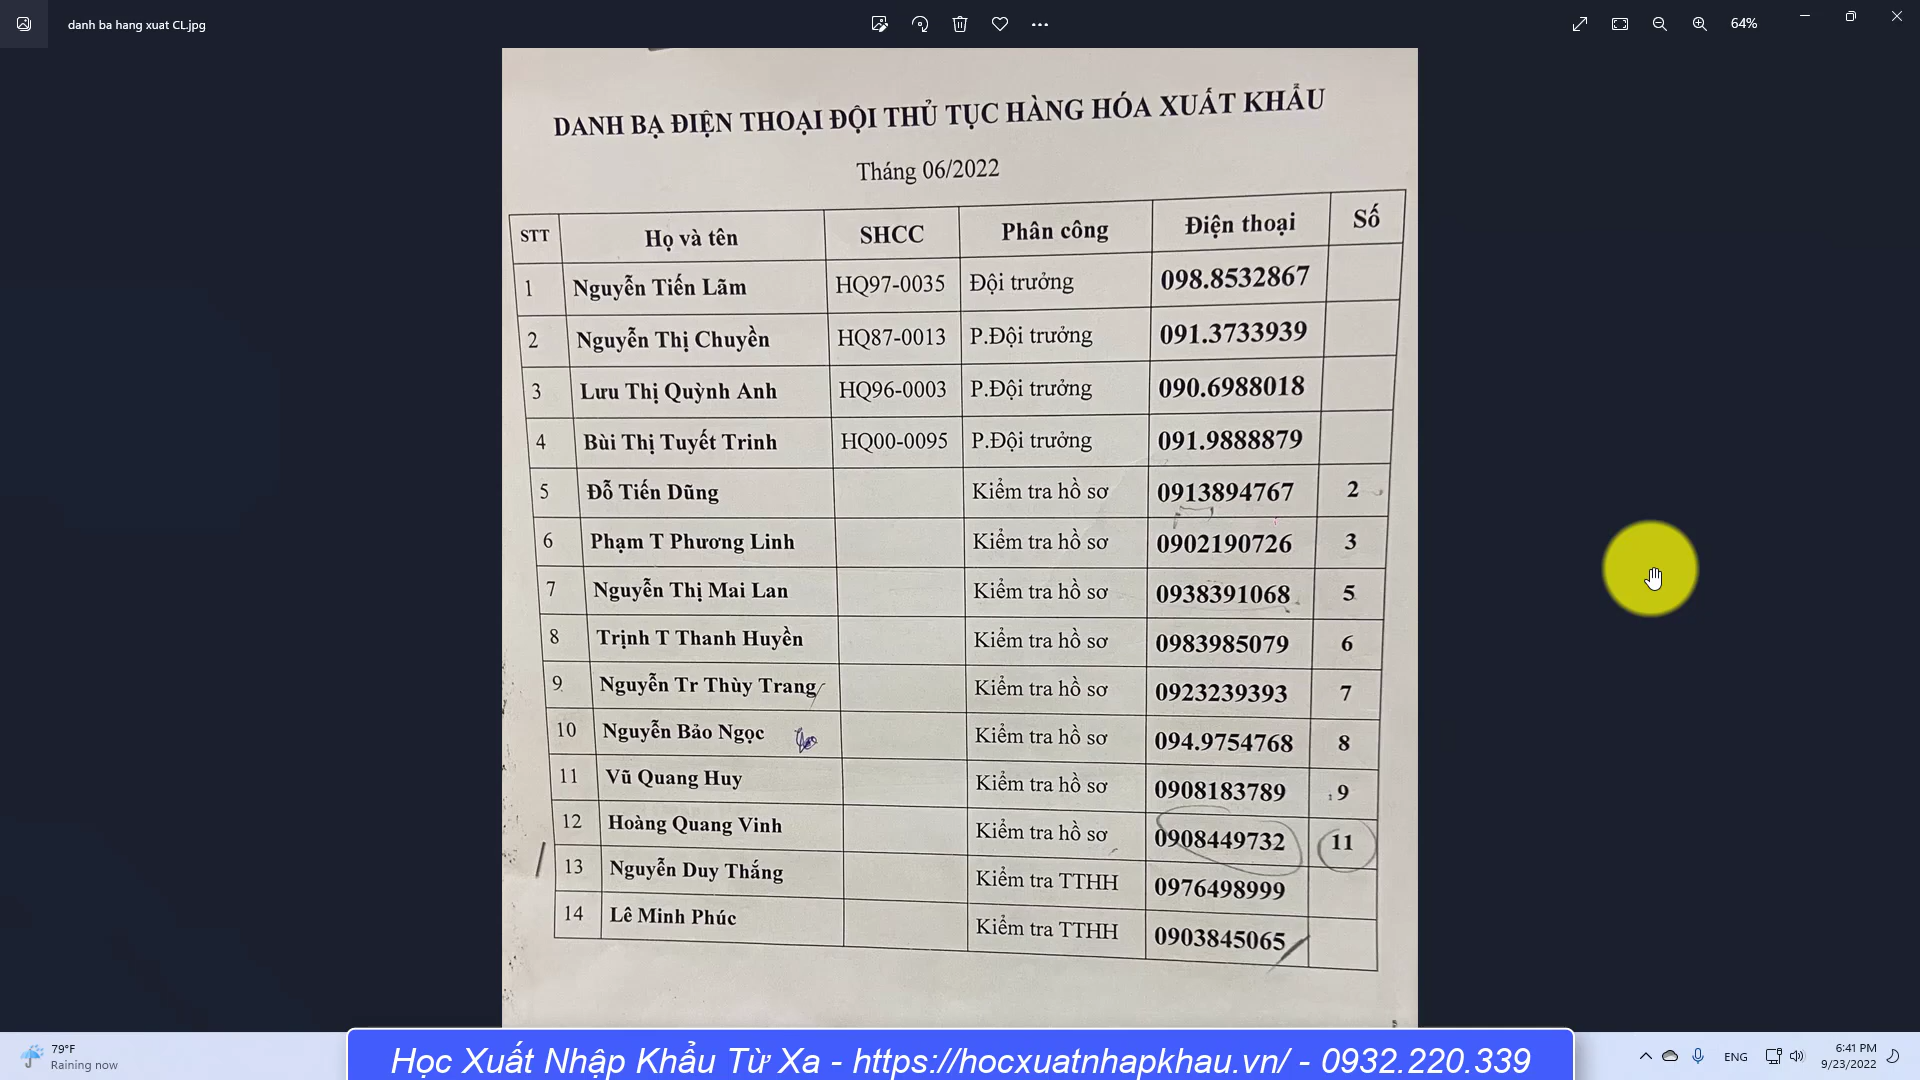 danh ba hang xuat CL.jpg
64%
DANH BẠ ĐIỆN THOẠI ĐỘI THỦ TỤC HÀNG HÓA XUẤT KHẨU
Tháng 06/2022
STT Họ và tên SHCC Phân công Điện thoại Số
1 Nguyễn Tiến Lãm HQ97-0035 Đội trưởng 098.8532867
2 Nguyễn Thị Chuyền HQ87-0013 P.Đội trưởng 091.3733939
3 Lưu Thị Quỳnh Anh HQ96-0003 P.Đội trưởng 090.6988018
4 Bùi Thị Tuyết Trinh HQ00-0095 P.Đội trưởng 091.9888879
5 Đỗ Tiến Dũng Kiểm tra hồ sơ 0913894767 2
6 Phạm T Phương Linh Kiểm tra hồ sơ 0902190726 3
7 Nguyễn Thị Mai Lan Kiểm tra hồ sơ 0938391068 5
8 Trịnh T Thanh Huyền Kiểm tra hồ sơ 0983985079 6
9 Nguyễn Tr Thùy Trang Kiểm tra hồ sơ 0923239393 7
10 Nguyễn Bảo Ngọc Kiểm tra hồ sơ 094.9754768 8
11 Vũ Quang Huy Kiểm tra hồ sơ 0908183789 9
12 Hoàng Quang Vinh Kiểm tra hồ sơ 0908449732 11
13 Nguyễn Duy Thắng Kiểm tra TTHH 0976498999
14 Lê Minh Phúc Kiểm tra TTHH 0903845065
Học Xuất Nhập Khẩu Từ Xa - https://hocxuatnhapkhau.vn/ - 0932.220.339
79°F
Raining now
ENG
6:41 PM
9/23/2022